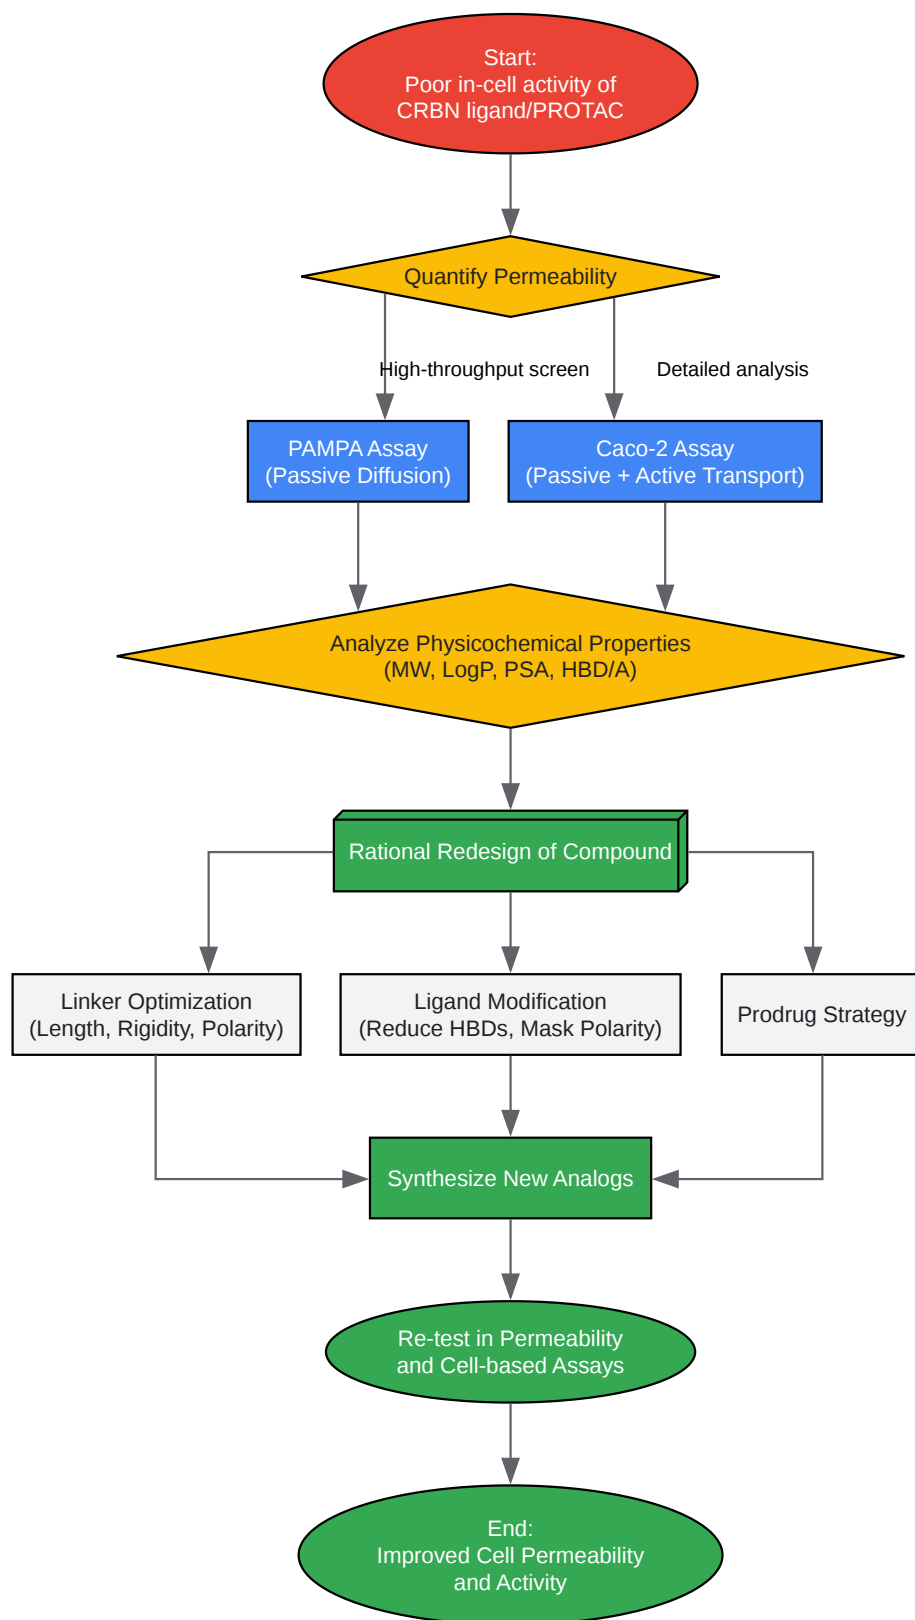 Start:
Poor in-cell activity of
CRBN ligand/PROTAC
Quantify Permeability
High-throughput screen
Detailed analysis
PAMPA Assay
(Passive Diffusion)
Caco-2 Assay
(Passive + Active Transport)
Analyze Physicochemical Properties
(MW, LogP, PSA, HBD/A)
Rational Redesign of Compound
Linker Optimization
(Length, Rigidity, Polarity)
Ligand Modification
(Reduce HBDs, Mask Polarity)
Prodrug Strategy
Synthesize New Analogs
Re-test in Permeability
and Cell-based Assays
End:
Improved Cell Permeability
and Activity